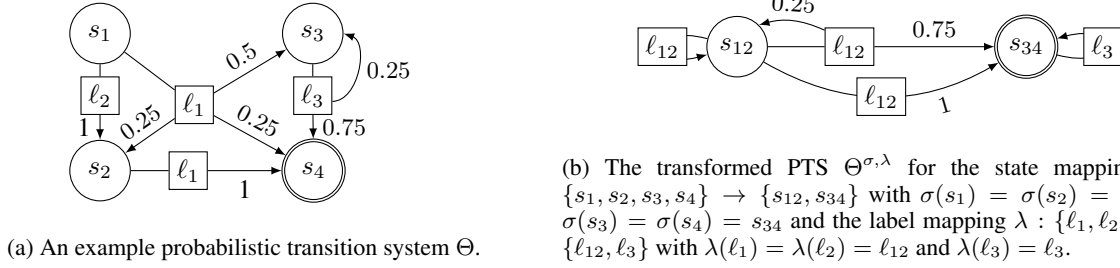 s₁
s₃
0.5
0.25
ℓ₂
ℓ₁
ℓ₃
1
0.25
0.25
0.75
s₂
ℓ₁
s₄
1
(a) An example probabilistic transition system Θ.
0.25
ℓ₁₂
s₁₂
ℓ₁₂
0.75
s₃₄
ℓ₃
ℓ₁₂
1
(b) The transformed PTS Θ^{σ,λ} for the state mapping
{s₁, s₂, s₃, s₄} → {s₁₂, s₃₄} with σ(s₁) = σ(s₂) =
σ(s₃) = σ(s₄) = s₃₄ and the label mapping λ : {ℓ₁, ℓ₂
{ℓ₁₂, ℓ₃} with λ(ℓ₁) = λ(ℓ₂) = ℓ₁₂ and λ(ℓ₃) = ℓ₃.